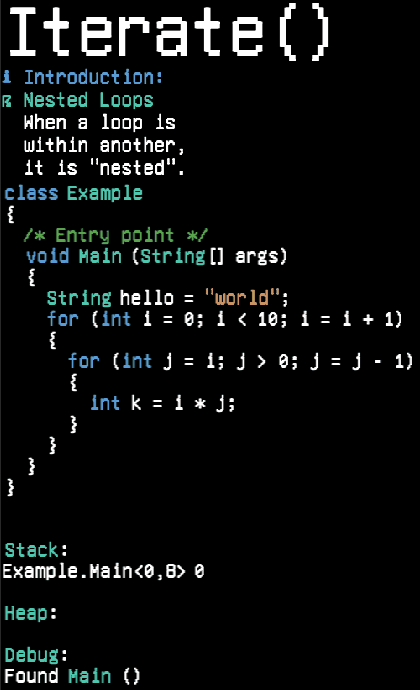 Iterate()
i Introduction:
Nested Loops
When a loop is
within another,
it is "nested".
class Example
{
/* Entry point */
void Main (String[] args)
{
String hello = "world";
for (int i = 0; i < 10; i = i + 1)
{
for (int j = i; j > 0; j = j - 1)
{
int k = i * j;
}
}
}
}
Stack:
Example.Main<0,8> 0
Heap:
Debug:
Found Main ()